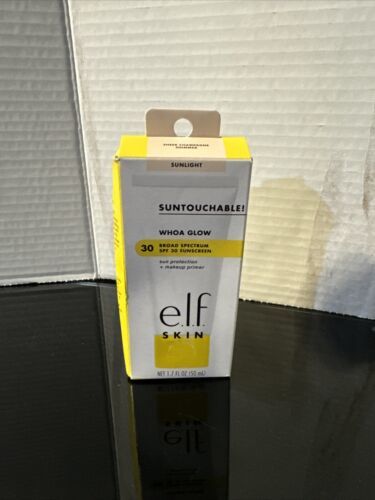 SHEER CHAMPAGNE
SHIMMER
SUNLIGHT
SUNTOUCHABLE!
WHOA GLOW
30 BROAD SPECTRUM
SPF 30 SUNSCREEN
sun protection
+ makeup primer
e.l.f.
SKIN
NET 1.7 FL OZ (50 mL)